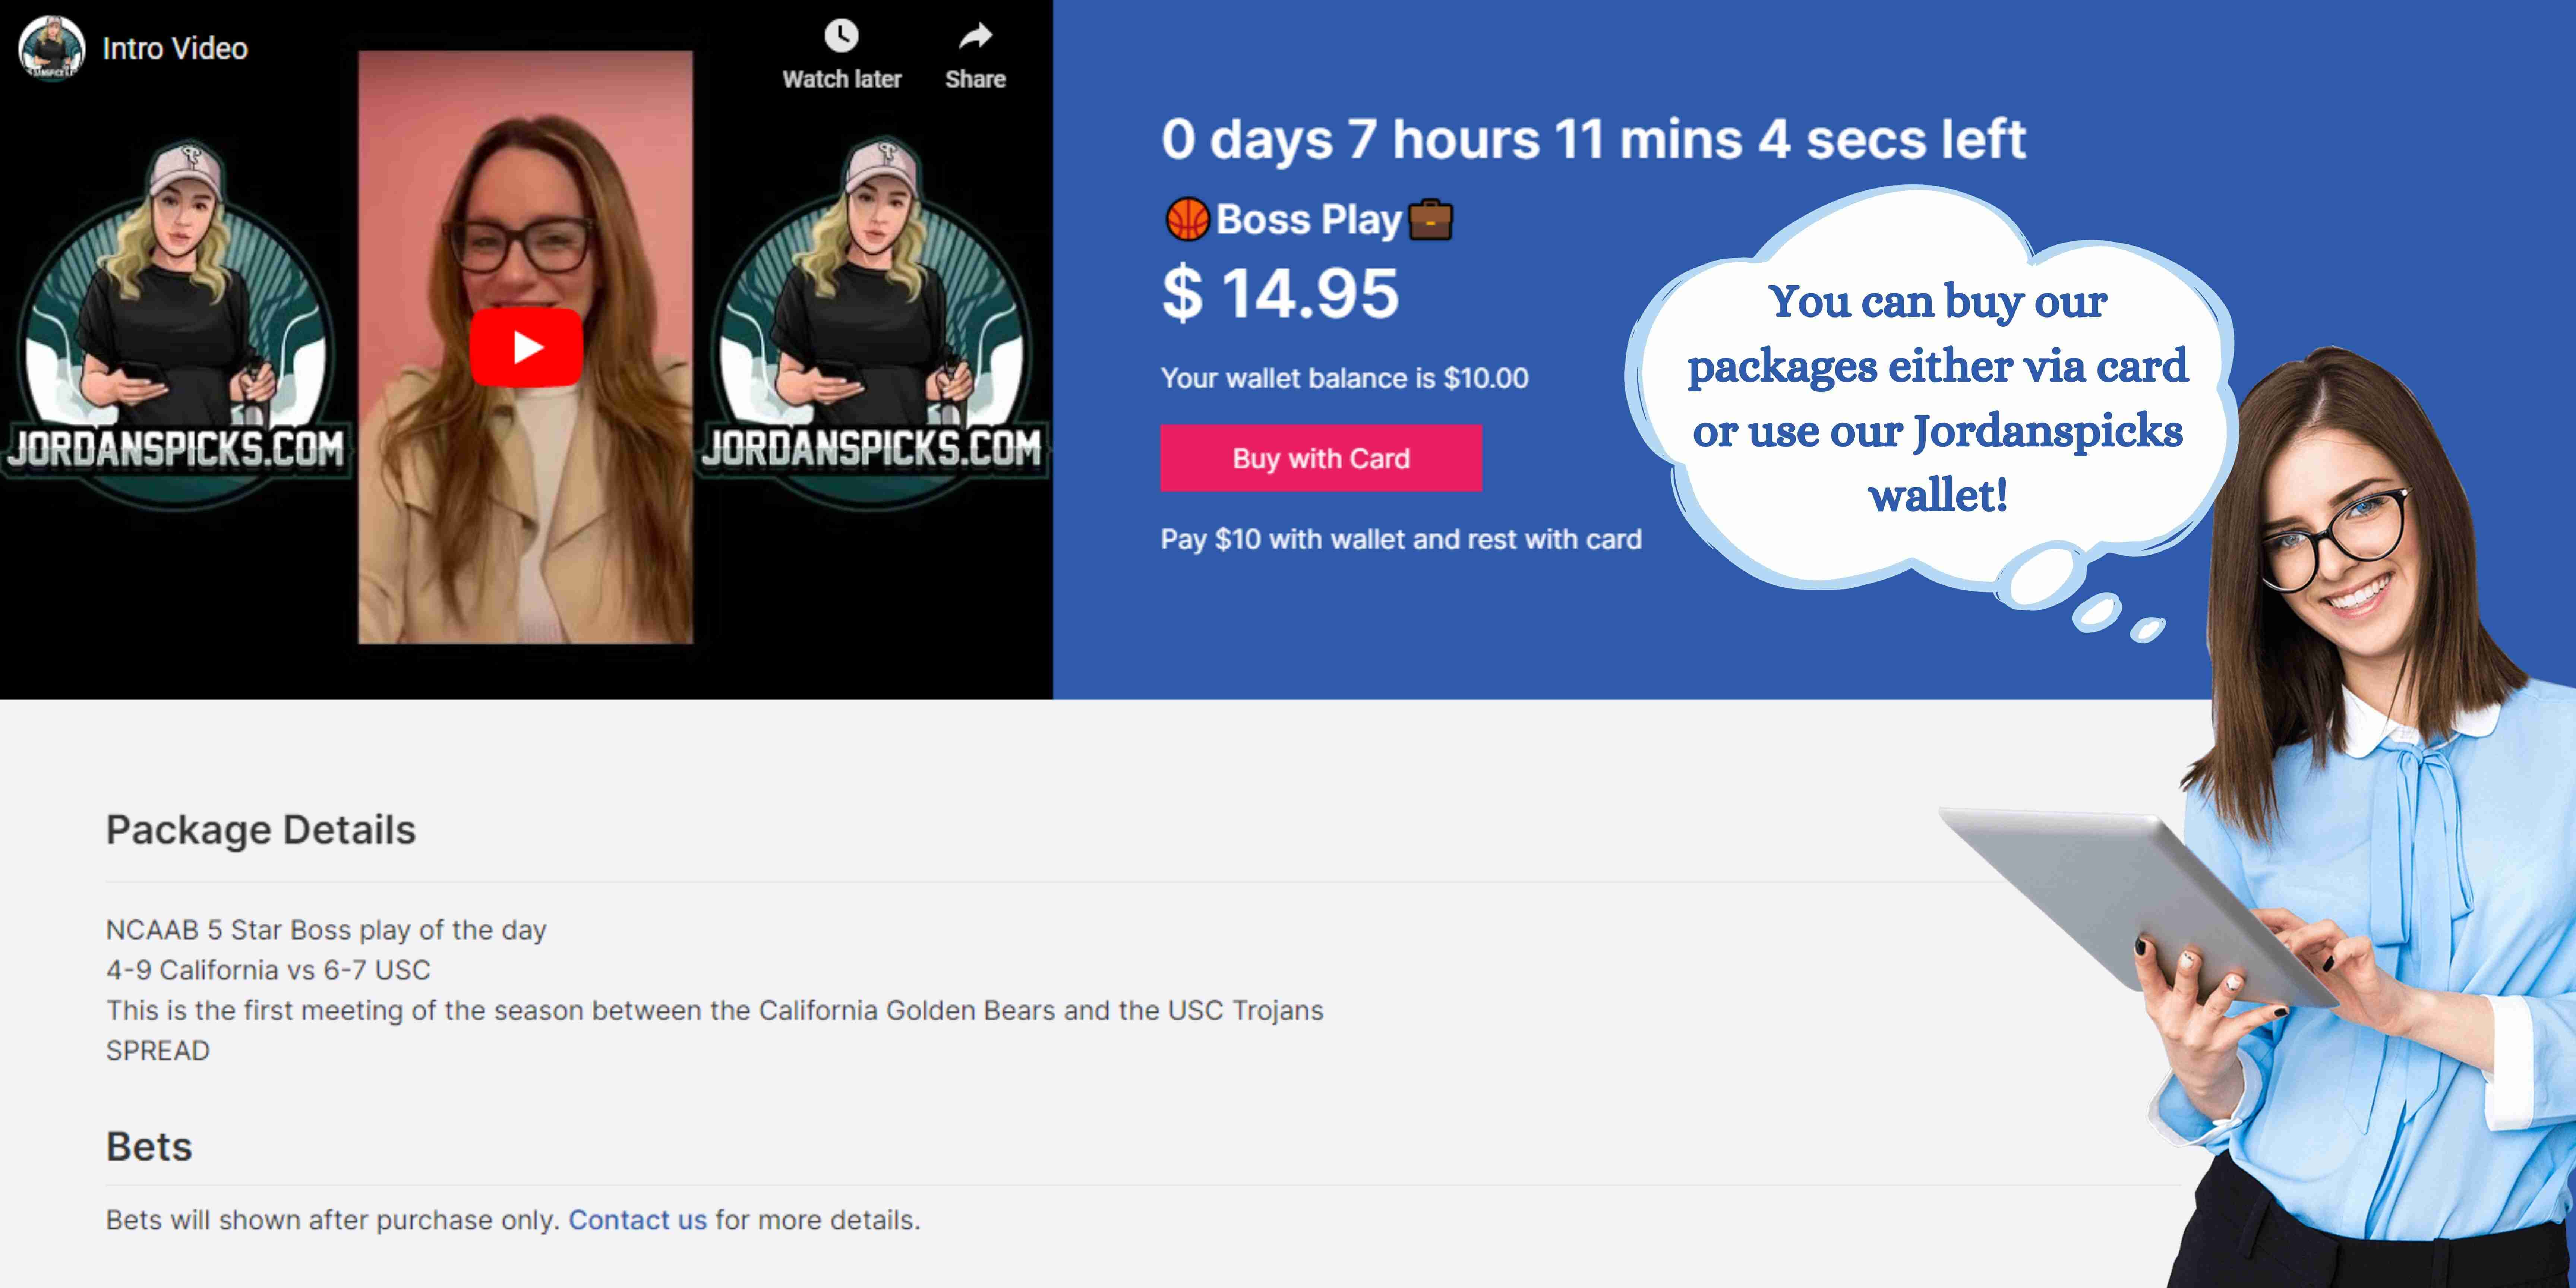 Intro Video
Watch later
Share
JORDANSPICKS.COM
JORDANSPICKS.COM
0 days 7 hours 11 mins 4 secs left
🏀Boss Play💼
$ 14.95
Your wallet balance is $10.00
Buy with Card
Pay $10 with wallet and rest with card
You can buy our
packages either via card
or use our Jordanspicks
wallet!
Package Details
NCAAB 5 Star Boss play of the day
4-9 California vs 6-7 USC
This is the first meeting of the season between the California Golden Bears and the USC Trojans
SPREAD
Bets
Bets will shown after purchase only. Contact us for more details.